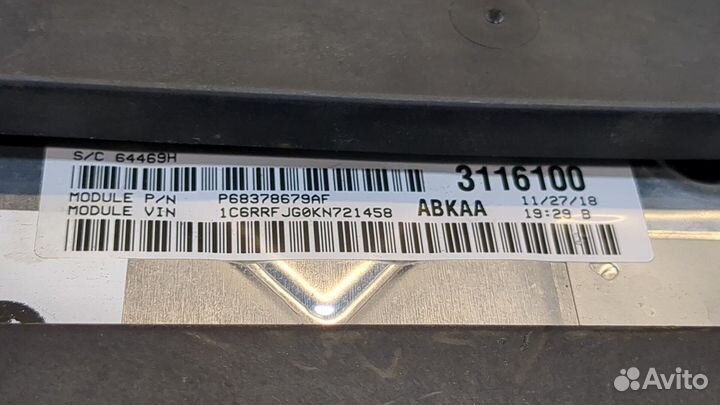 S/C 64469H
3116100
MODULE P/N P68378679AF 11/27/18
MODULE VIN 1C6RRFJG0KN721458 ABKAA 19:29 B
Avito